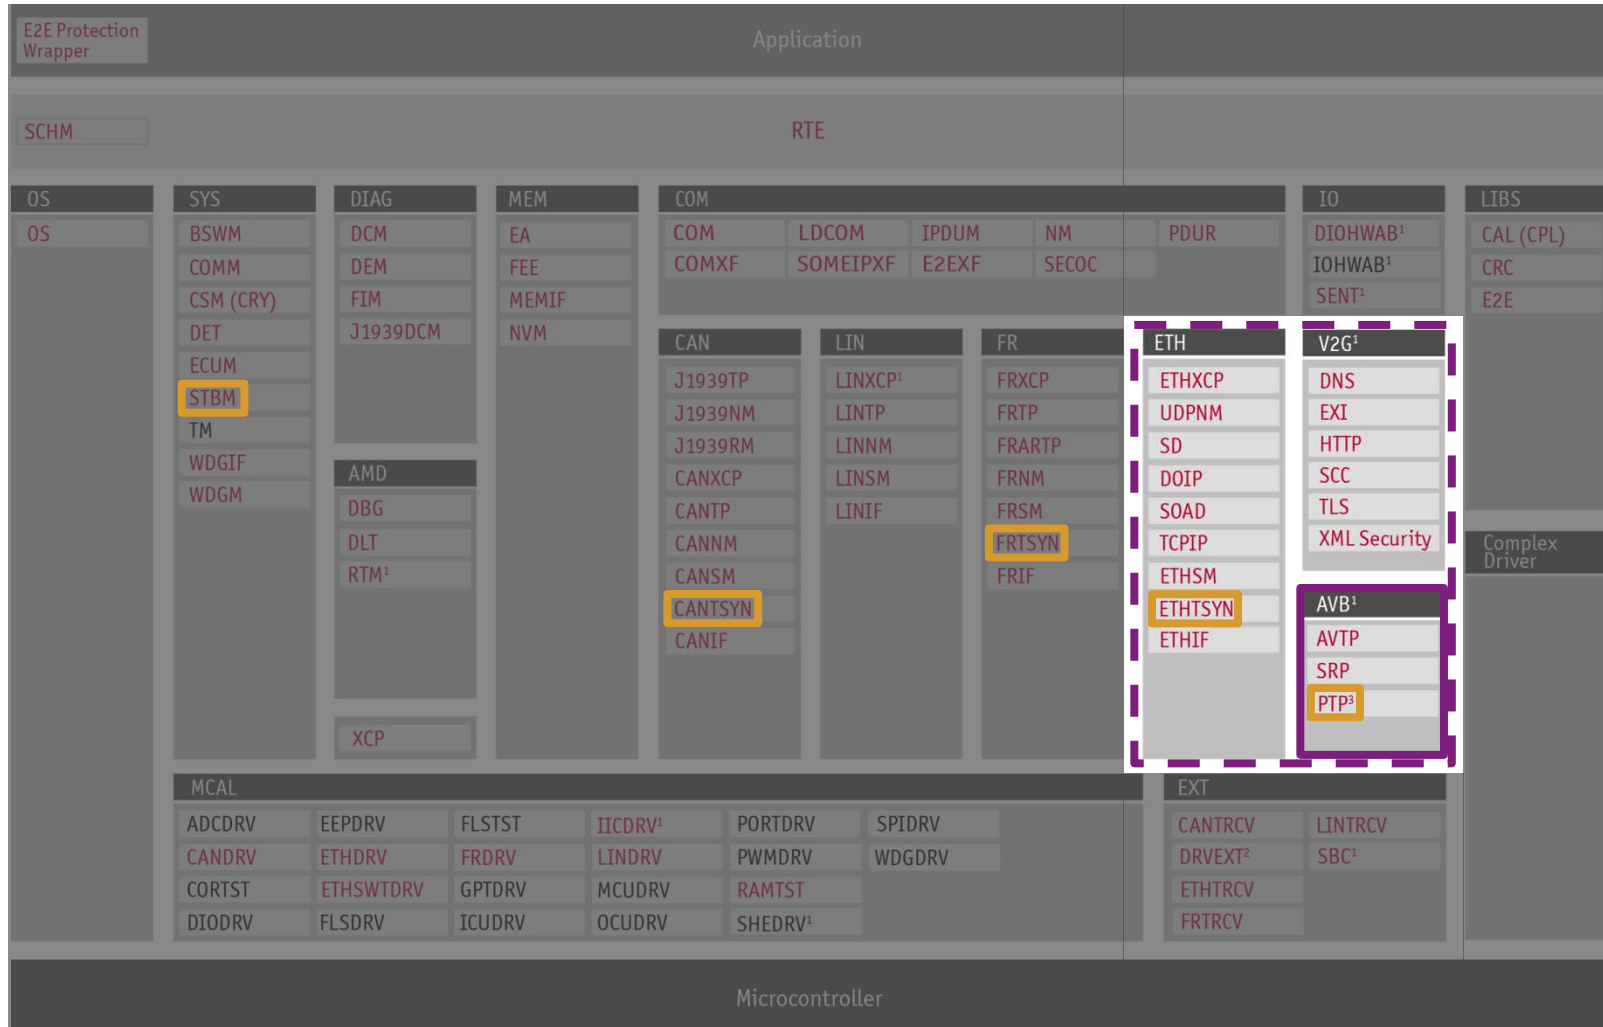 E2E Protection
Wrapper
Application
SCHM
RTE
OS
OS
SYS
BSWM
COMM
CSM (CRY)
DET
ECUM
STBM
TM
WDGIF
WDGM
DIAG
DCM
DEM
FIM
J1939DCM
AMD
DBG
DLT
RTM¹
XCP
MEM
EA
FEE
MEMIF
NVM
COM
COM LDCOM IPDUM NM PDUR
COMXF SOMEIPXF E2EXF SECOC
CAN
J1939TP
J1939NM
J1939RM
CANXCP
CANTP
CANNM
CANSM
CANTSYN
CANIF
LIN
LINXCP¹
LINTP
LINNM
LINSM
LINIF
FR
FRXCP
FRTP
FRARTP
FRNM
FRSM
FRTSYN
FRIF
ETH
ETHXCP
UDPNM
SD
DOIP
SOAD
TCPIP
ETHSM
ETHTSYN
ETHIF
IO
DIOHWAB¹
IOHWAB¹
SENT¹
V2G¹
DNS
EXI
HTTP
SCC
TLS
XML Security
AVB¹
AVTP
SRP
PTP³
LIBS
CAL (CPL)
CRC
E2E
Complex
Driver
MCAL
ADCDRV EEPDRV FLSTST IICDRV¹ PORTDRV SPIDRV
CANDRV ETHDRV FRDRV LINDRV PWMDRV WDGDRV
CORTST ETHSWTDRV GPTDRV MCUDRV RAMTST
DIODRV FLSDRV ICUDRV OCUDRV SHEDRV¹
EXT
CANTRCV LINTRCV
DRVEXT² SBC¹
ETHTRCV
FRTRCV
Microcontroller